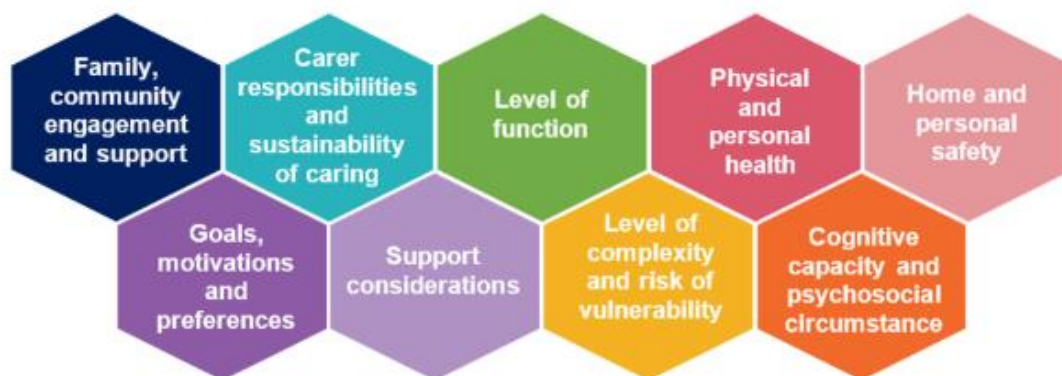 Family,
community
engagement
and support
Carer
responsibilities
and
sustainability
of caring
Level of
function
Physical
and
personal
health
Home and
personal
safety
Goals,
motivations
and
preferences
Support
considerations
Level of
complexity
and risk of
vulnerability
Cognitive
capacity and
psychosocial
circumstance